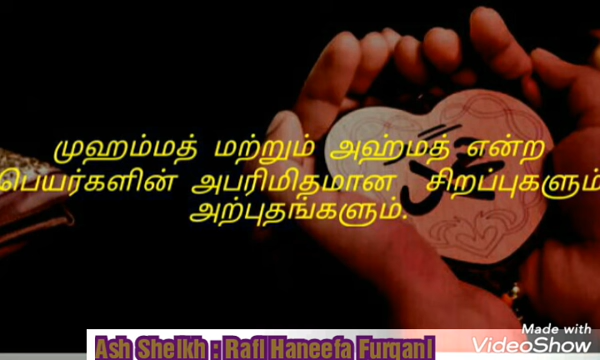 முஹம்மத் மற்றும் அஹ்மத் என்ற
பெயர்களின் அபரிமிதமான சிறப்புகளும்
அற்புதங்களும்.
Made with
VideoShow
Ash Sheikh : Rafi Haneefa Furqani